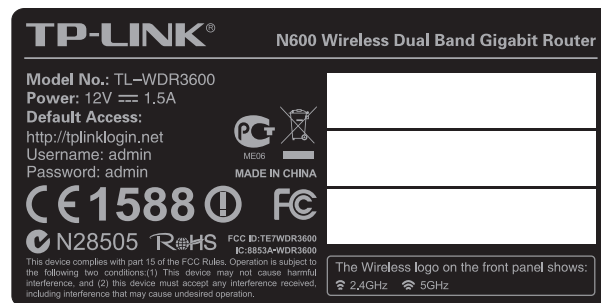 TP-LINK®
N600 Wireless Dual Band Gigabit Router
Model No.: TL-WDR3600
Power: 12V ⎓ 1.5A
Default Access:
http://tplinklogin.net
Username: admin
Password: admin
ME06
MADE IN CHINA
CE1588
FC
N28505
RoHS
FCC ID:TE7WDR3600
IC:8853A-WDR3600
This device complies with part 15 of the FCC Rules. Operation is subject to
the following two conditions:(1) This device may not cause harmful
interference, and (2) this device must accept any interference received,
including interference that may cause undesired operation.
The Wireless logo on the front panel shows:
2,4GHz 5GHz